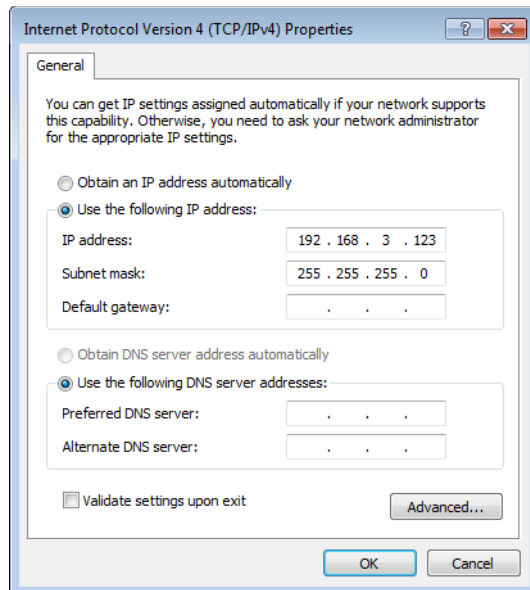 Internet Protocol Version 4 (TCP/IPv4) Properties
General
You can get IP settings assigned automatically if your network supports
this capability. Otherwise, you need to ask your network administrator
for the appropriate IP settings.
Obtain an IP address automatically
Use the following IP address:
IP address: 192 . 168 . 3 . 123
Subnet mask: 255 . 255 . 255 . 0
Default gateway: . . .
Obtain DNS server address automatically
Use the following DNS server addresses:
Preferred DNS server: . . .
Alternate DNS server: . . .
Validate settings upon exit
Advanced...
OK Cancel